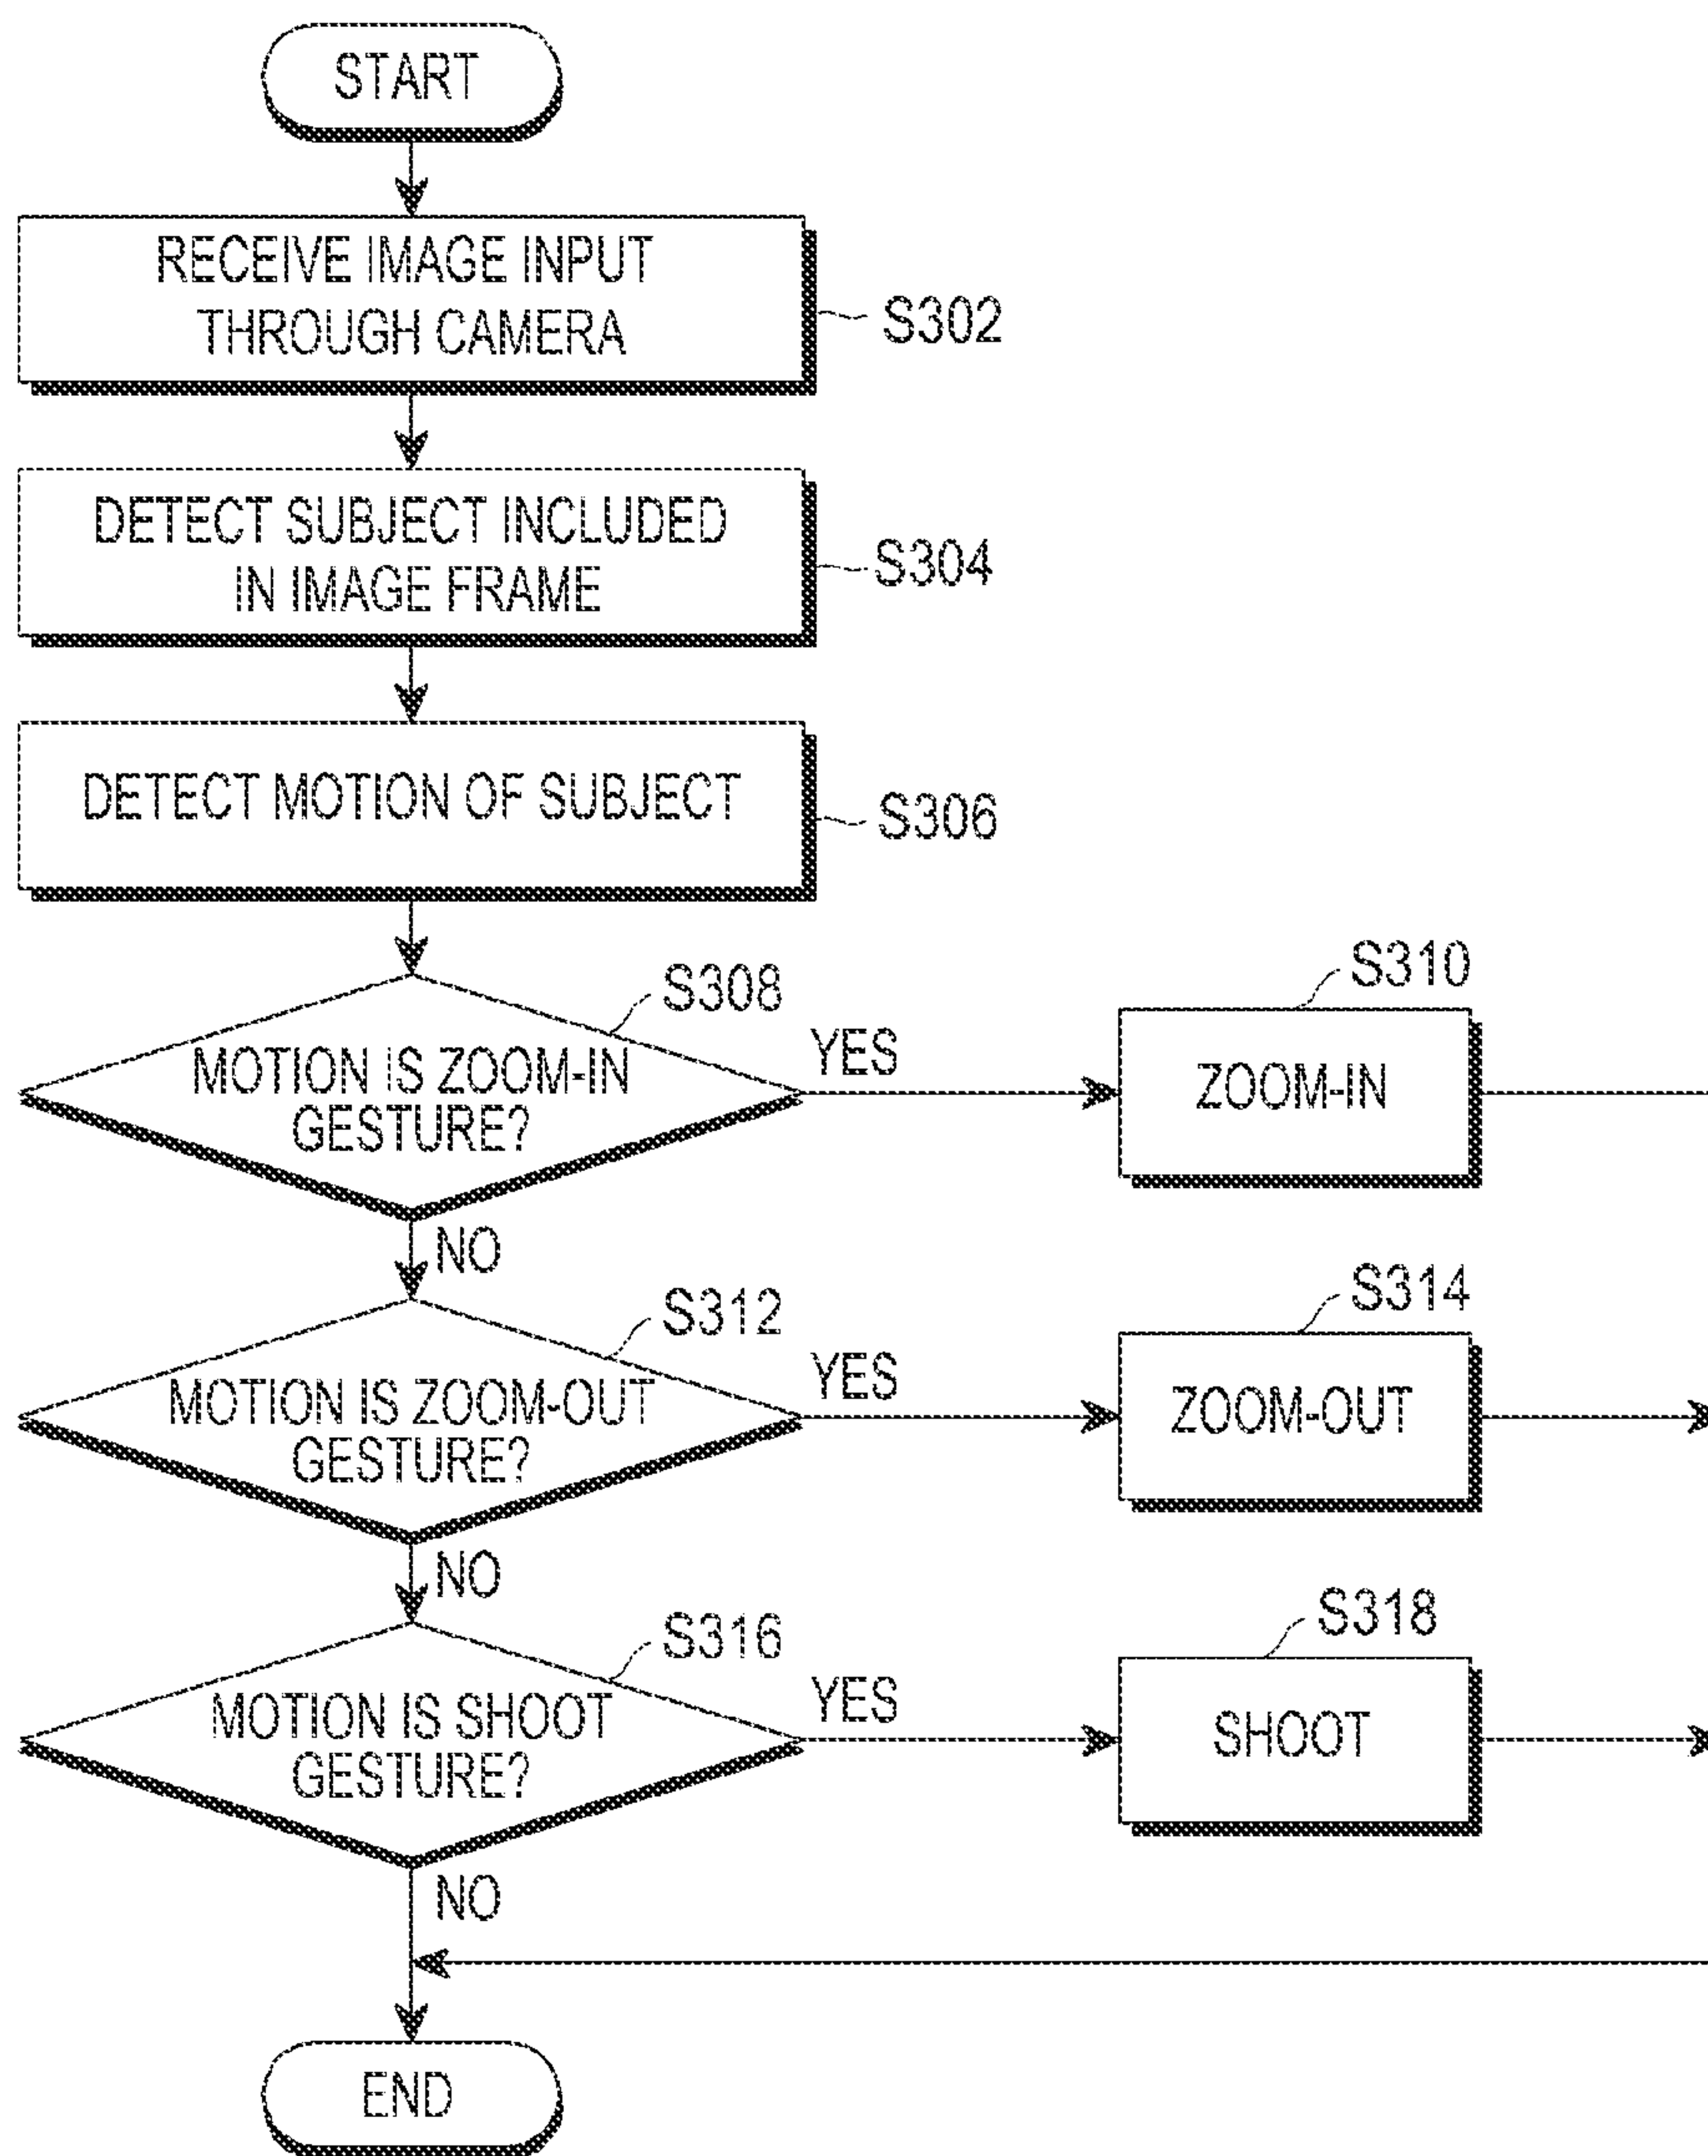 START
RECEIVE IMAGE INPUT
THROUGH CAMERA
S302
DETECT SUBJECT INCLUDED
IN IMAGE FRAME
S304
DETECT MOTION OF SUBJECT
S306
S308
MOTION IS ZOOM-IN
GESTURE?
YES
S310
ZOOM-IN
NO
S312
MOTION IS ZOOM-OUT
GESTURE?
YES
S314
ZOOM-OUT
NO
S316
MOTION IS SHOOT
GESTURE?
YES
S318
SHOOT
NO
END